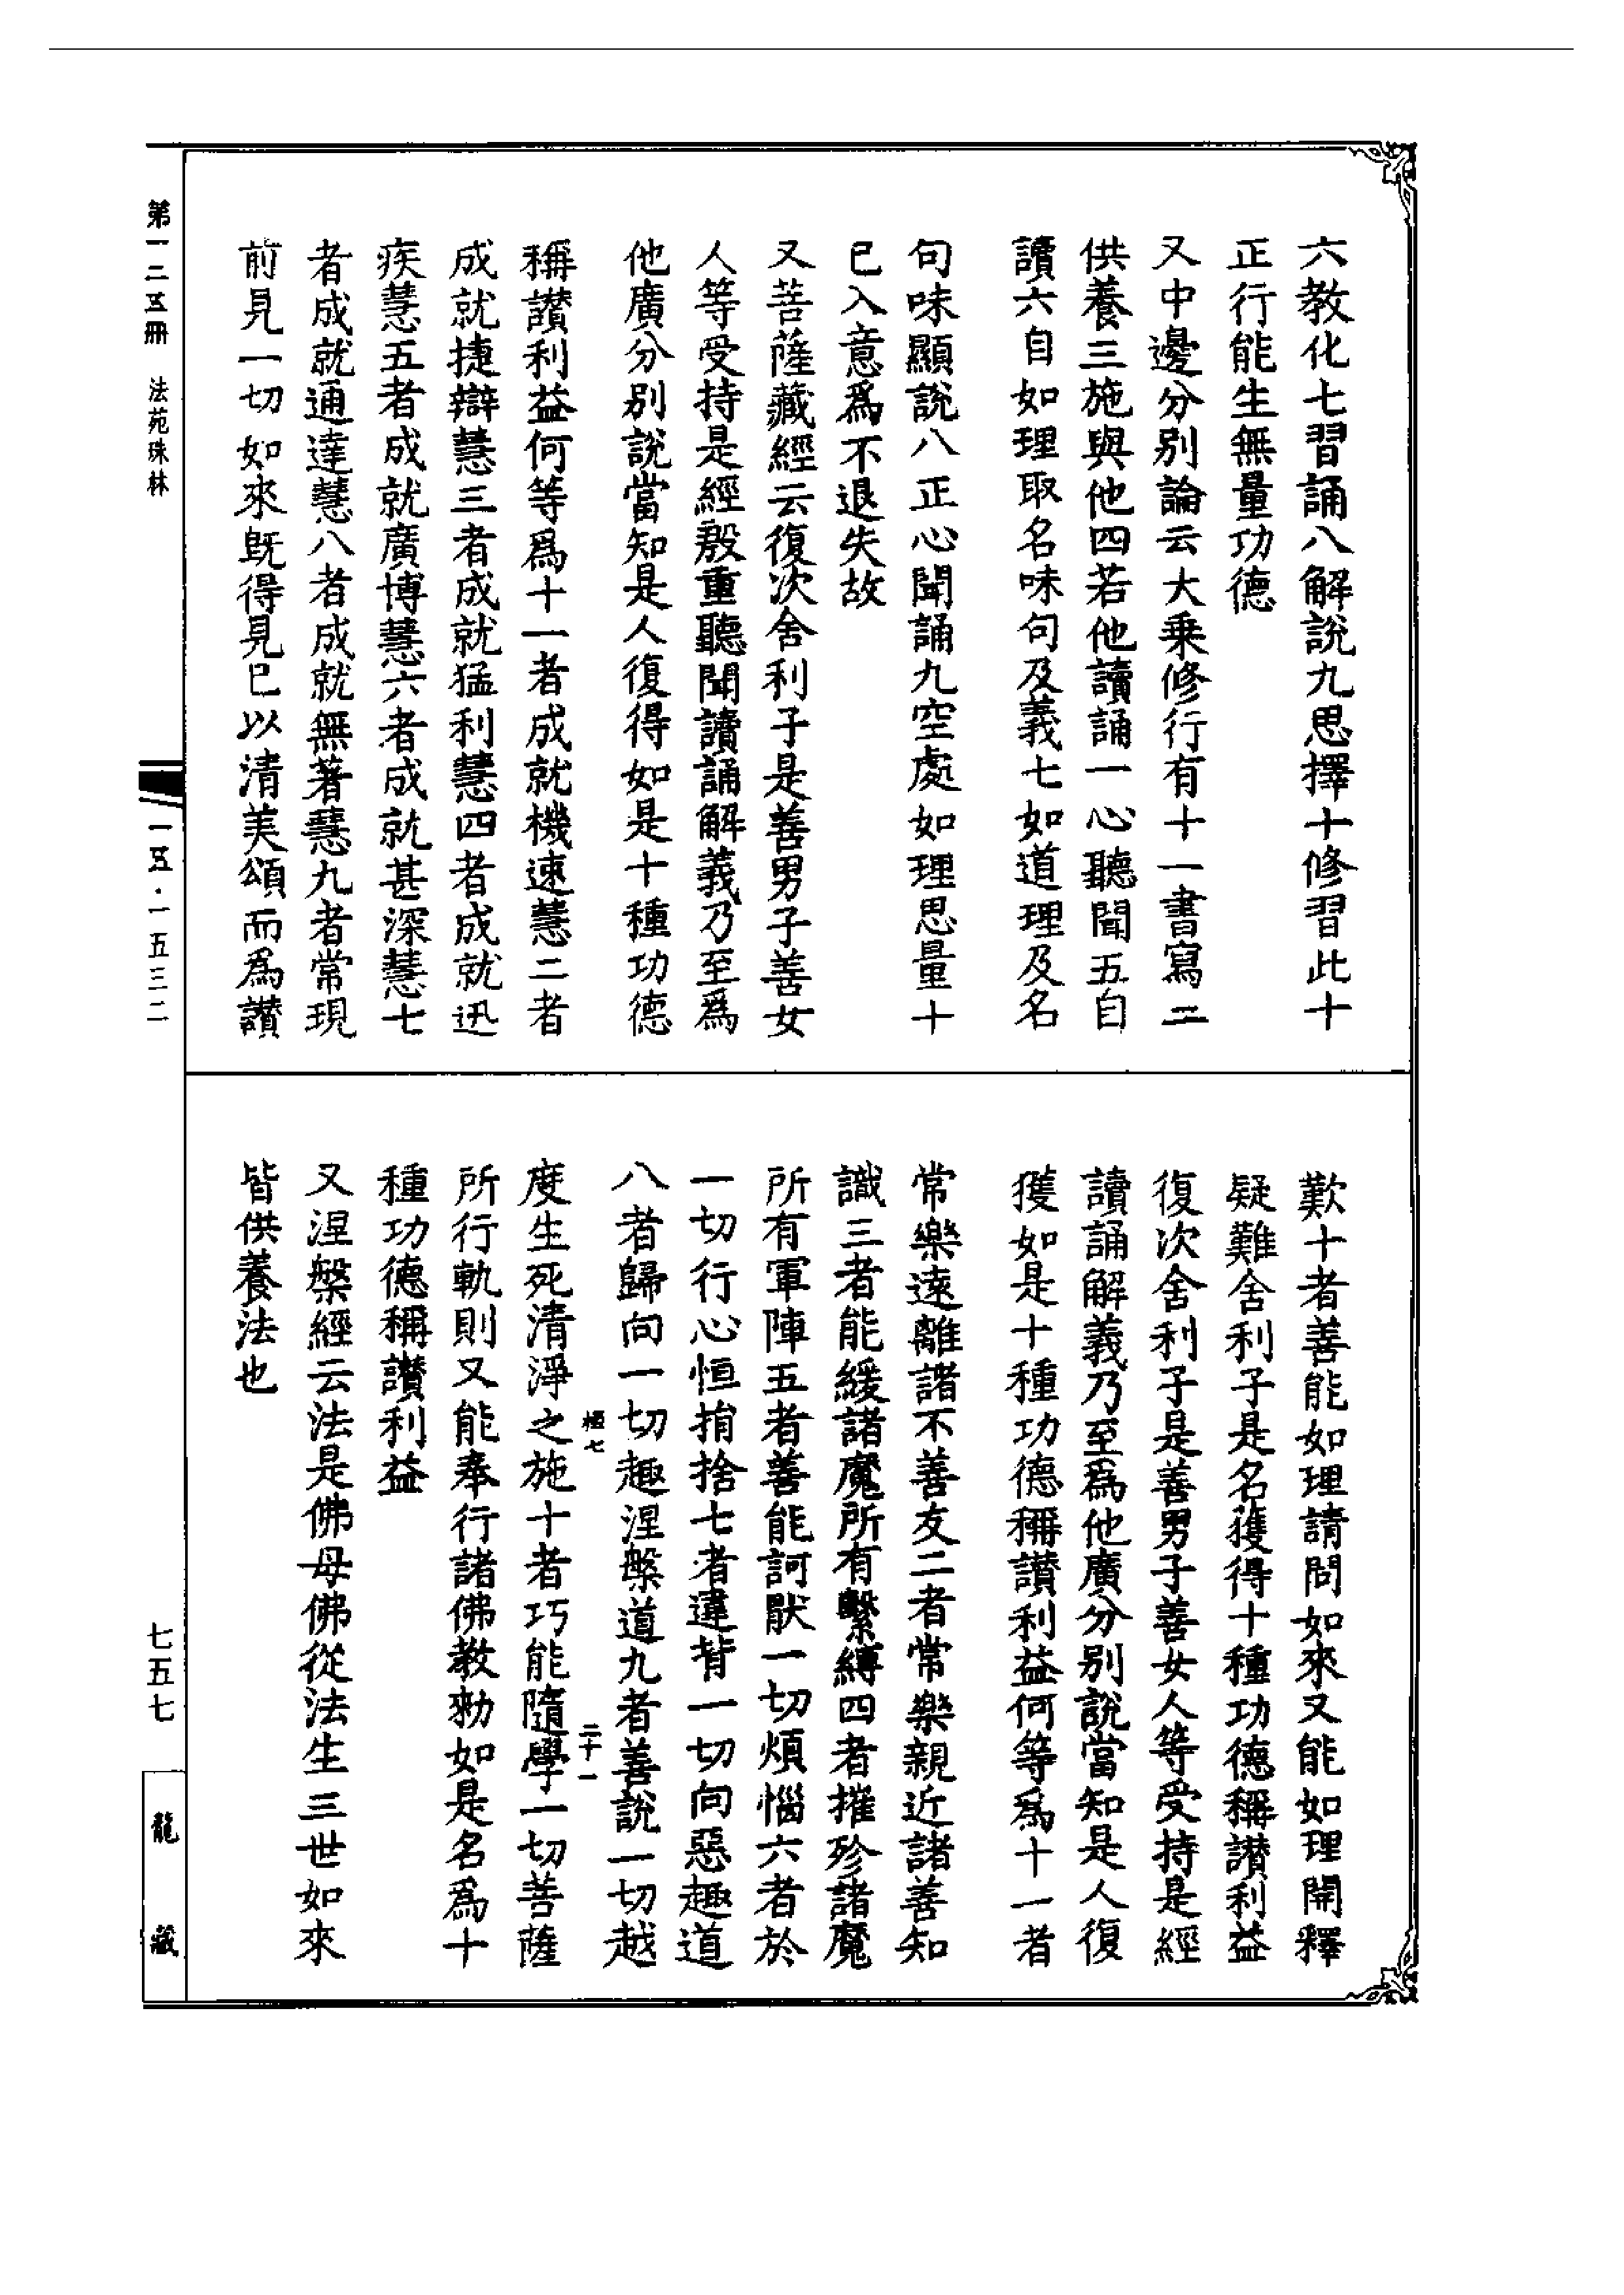 六教化七習誦八解說九思擇十修習此十
正行能生無量功德
又中邊分別論云大乘修行有十一書寫二
供養三施與他四若他讀誦一心聽聞五自
讀六自如理取名味句及義七如道理及名
句味顯說八正心聞誦九空處如理思量十
已入意爲不退失故
又菩薩藏經云復次舍利子是善男子善女
人等受持是經殷重聽聞讀誦解義乃至爲
他廣分別說當知是人復得如是十種功德
稱讚利益何等爲十一者成就機速慧二者
成就捷辯慧三者成就猛利慧四者成就迅
疾慧五者成就廣博慧六者成就甚深慧七
者成就通達慧八者成就無著慧九者常現
前見一切如來既得見已以清美頌而爲讚
歎十者善能如理請問如來又能如理開釋
疑難舍利子是名獲得十種功德稱讚利益
復次舍利子是善男子善女人等受持是經
讀誦解義乃至爲他廣分別說當知是人復
獲如是十種功德稱讚利益何等爲十一者
常樂遠離諸不善友二者常樂親近諸善知
識三者能緩諸魔所有繫縛四者摧殄諸魔
所有軍陣五者善能訶猒一切煩惱六者於
一切行心恒捐捨七者違背一切向惡趣道
八者歸向一切趣涅槃道九者善說一切越
極七 二十一
度生死清淨之施十者巧能隨學一切善薩
所行軌則又能奉行諸佛教勑如是名爲十
種功德稱讚利益
又涅槃經云法是佛母佛從法生三世如來
皆供養法也
第一二五冊 法苑珠林
一五·一五三二
七五七
龍藏